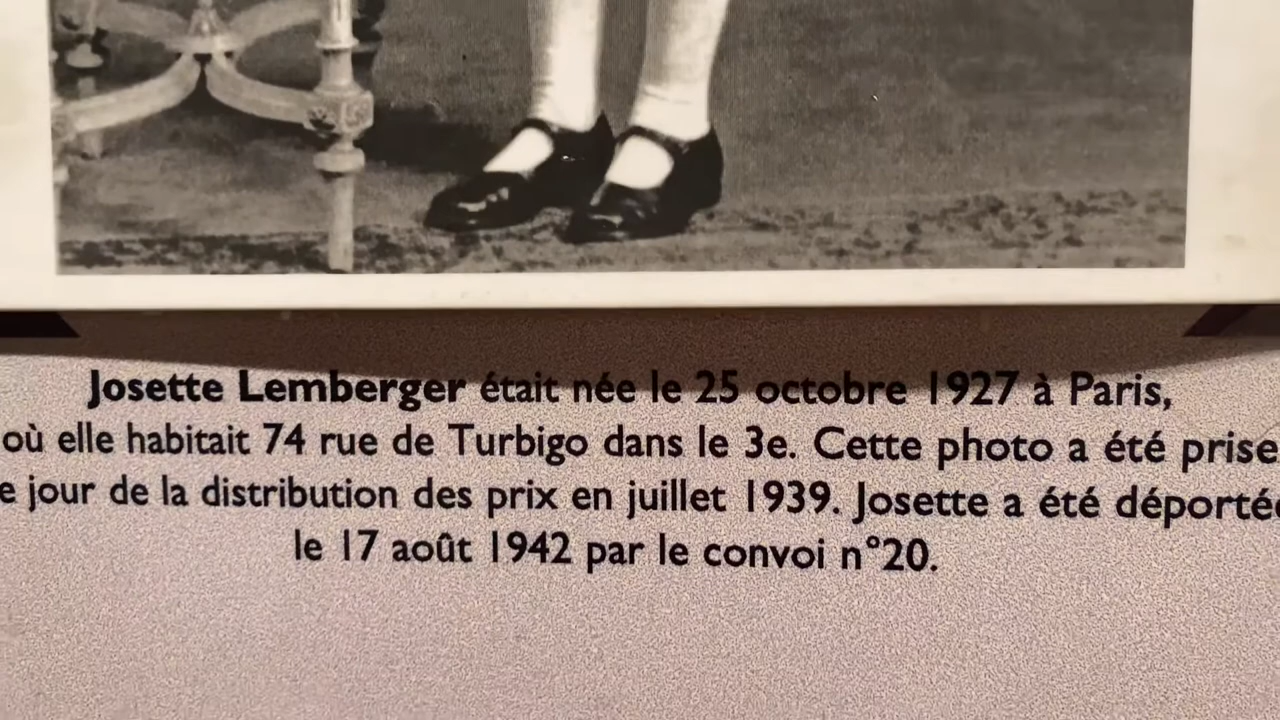 Josette Lemberger était née le 25 octobre 1927 à Paris,
où elle habitait 74 rue de Turbigo dans le 3e. Cette photo a été prise
e jour de la distribution des prix en juillet 1939. Josette a été déportée
le 17 août 1942 par le convoi n°20.